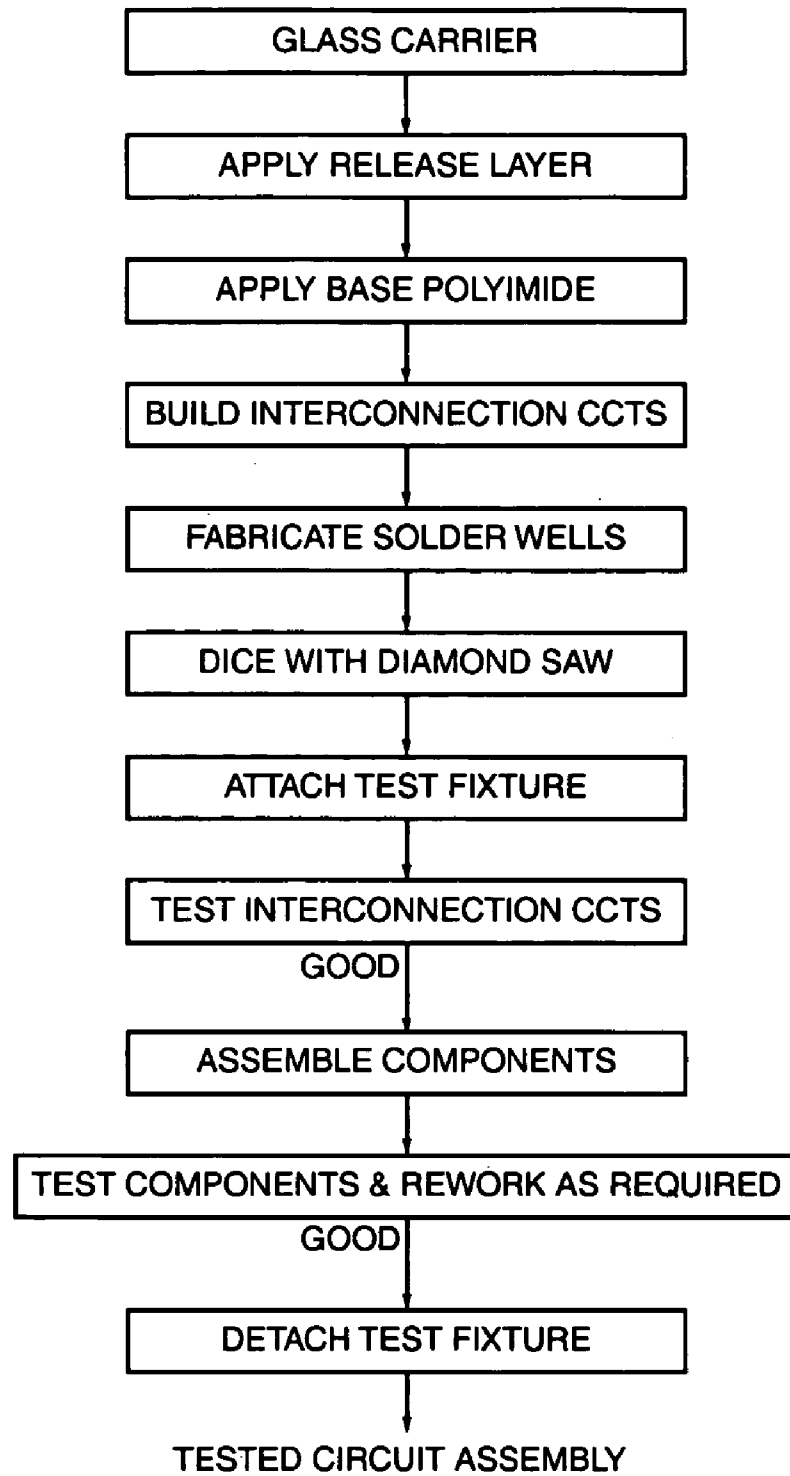 GLASS CARRIER
APPLY RELEASE LAYER
APPLY BASE POLYIMIDE
BUILD INTERCONNECTION CCTS
FABRICATE SOLDER WELLS
DICE WITH DIAMOND SAW
ATTACH TEST FIXTURE
TEST INTERCONNECTION CCTS
GOOD
ASSEMBLE COMPONENTS
TEST COMPONENTS & REWORK AS REQUIRED
GOOD
DETACH TEST FIXTURE
TESTED CIRCUIT ASSEMBLY